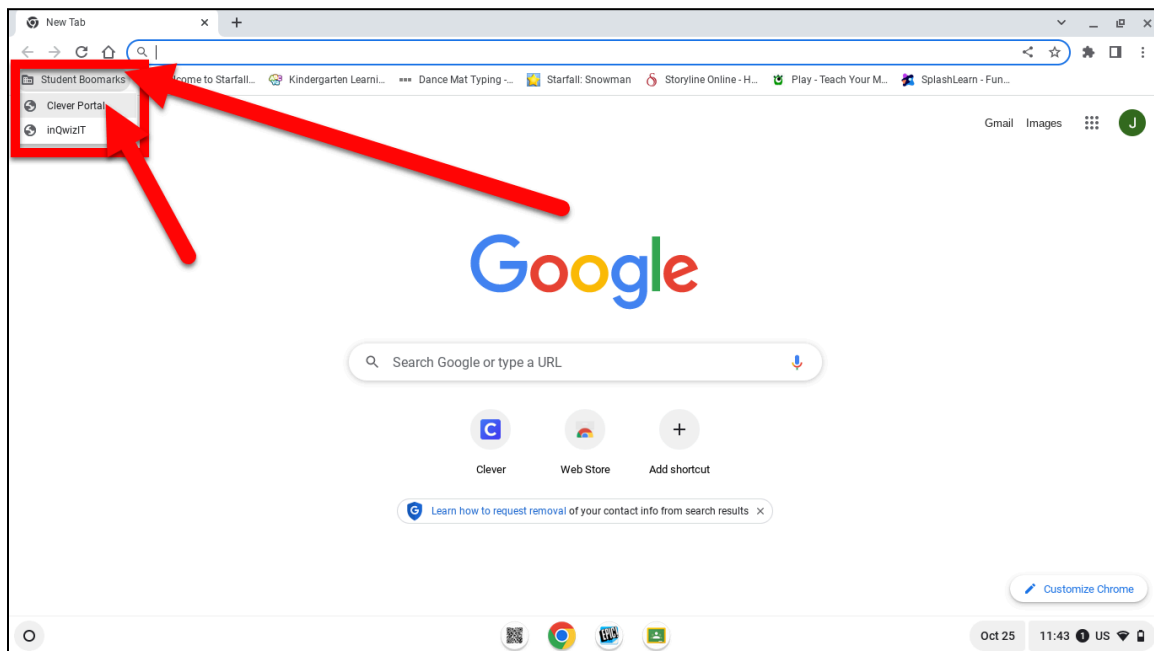 New Tab
Student Boomarks
lcome to Starfall...
Kindergarten Learni...
Dance Mat Typing -...
Starfall: Snowman
Storyline Online - H...
Play - Teach Your M...
SplashLearn - Fun...
Clever Portal
inQwizIT
Gmail
Images
J
Google
Search Google or type a URL
C
Clever
Web Store
Add shortcut
G
Learn how to request removal of your contact info from search results
Customize Chrome
EPIC!
Oct 25
11:43
1
US